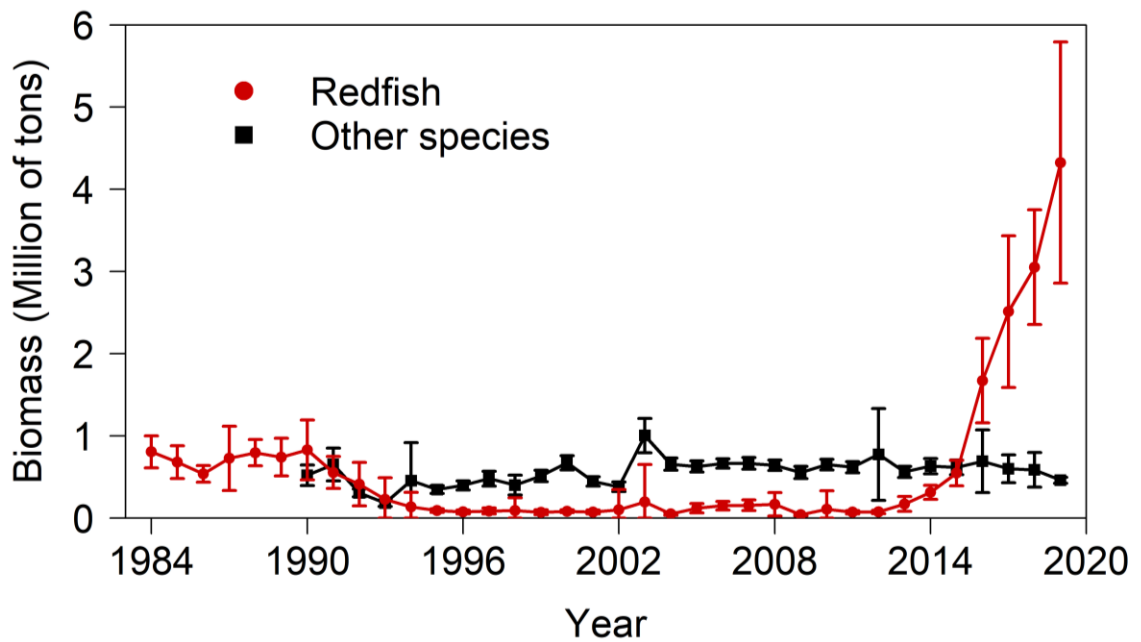 6
5
4
3
2
1
0
Biomass (Million of tons)
Redfish
Other species
1984 1990 1996 2002 2008 2014 2020
Year